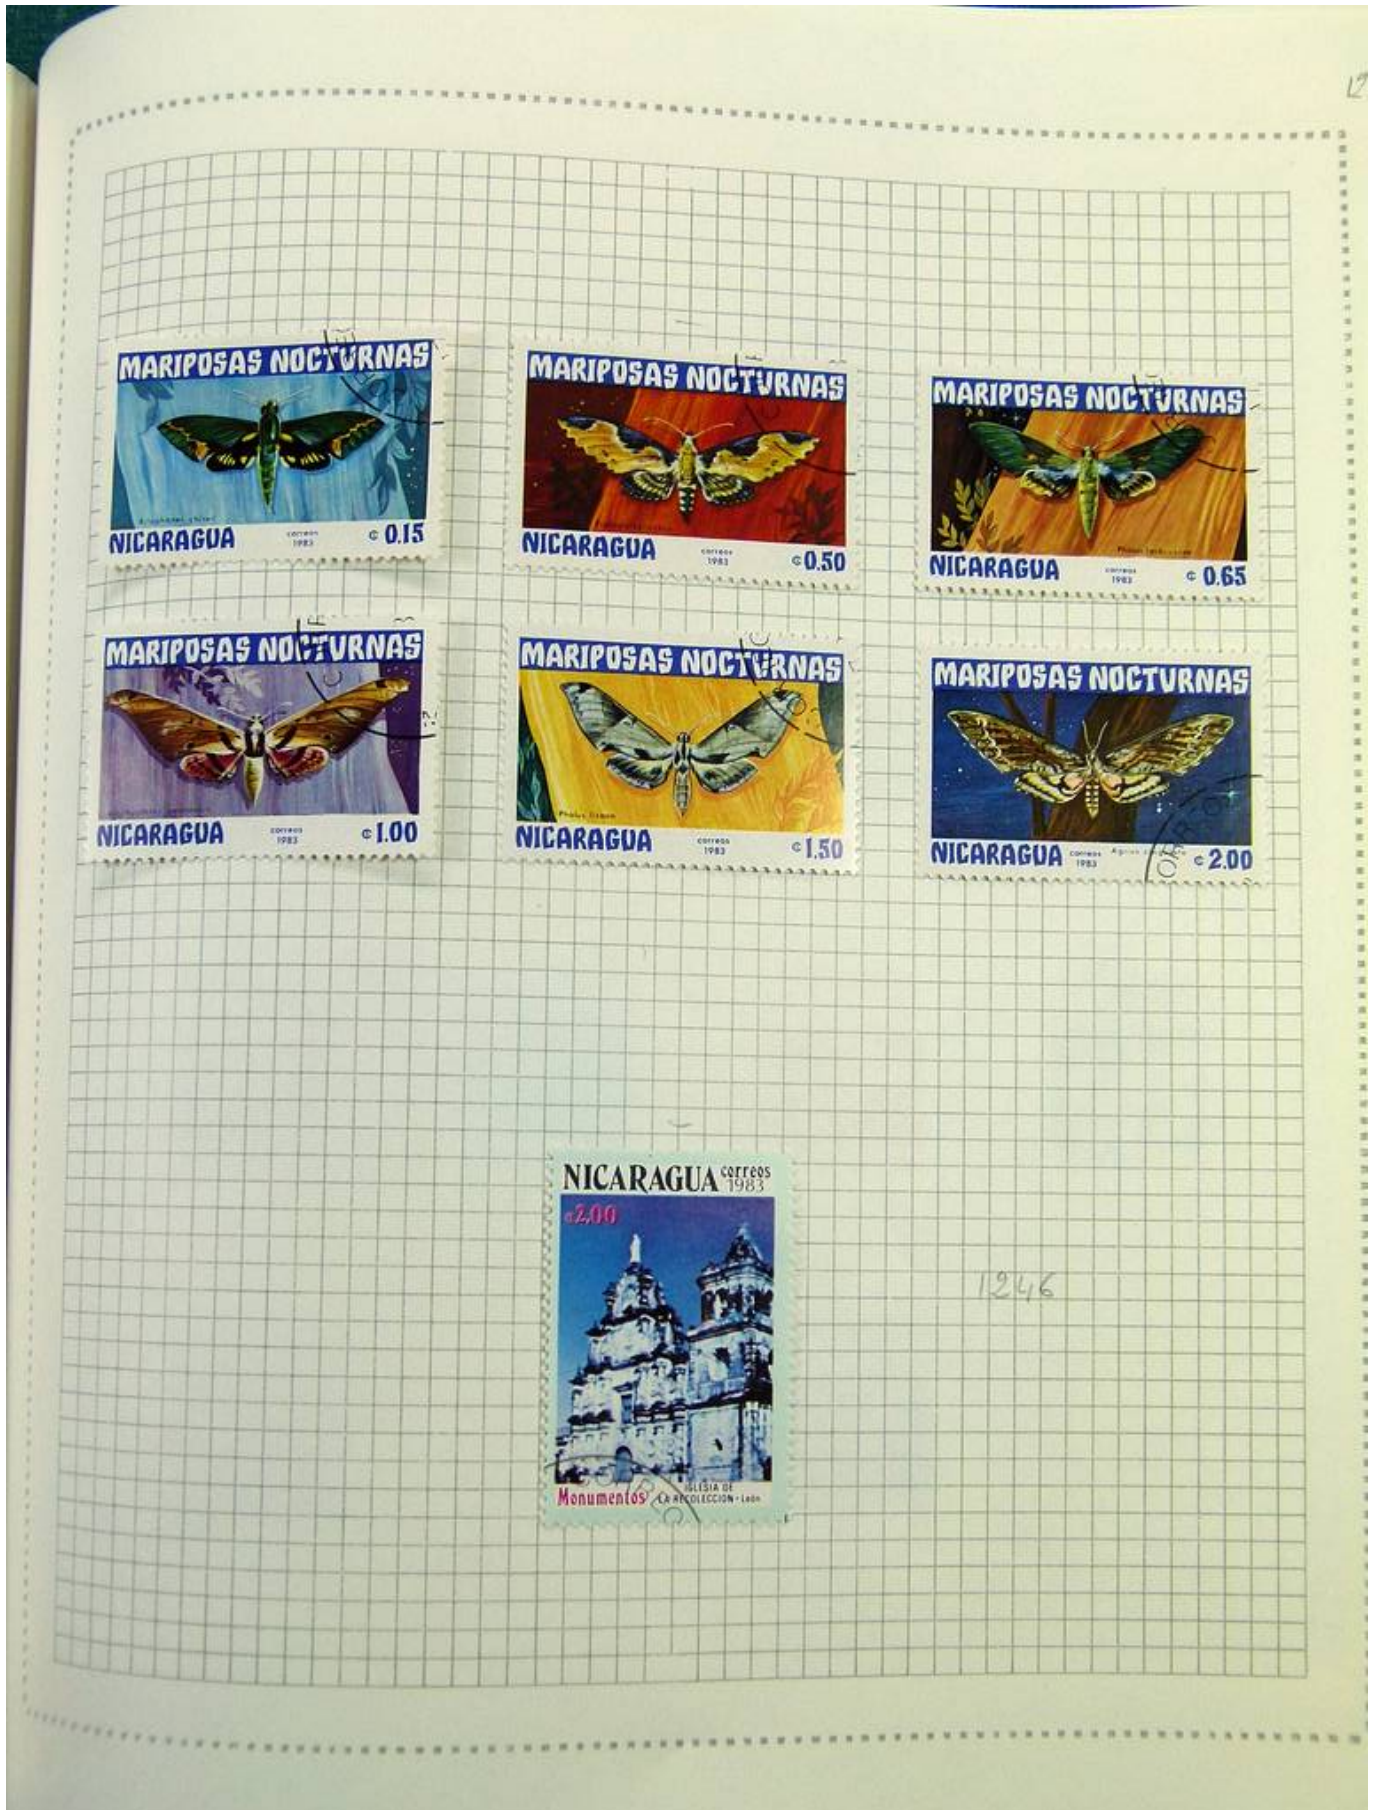 12
MARIPOSAS NOCTURNAS
NICARAGUA correos 1983 ₡ 0.15
MARIPOSAS NOCTURNAS
NICARAGUA correos 1983 ₡ 0.50
MARIPOSAS NOCTURNAS
NICARAGUA correos 1983 ₡ 0.65
MARIPOSAS NOCTURNAS
NICARAGUA correos 1983 ₡ 1.00
MARIPOSAS NOCTURNAS
Pholus
NICARAGUA correos 1983 ₡ 1.50
MARIPOSAS NOCTURNAS
Agrius
NICARAGUA correos 1983 ₡ 2.00
NICARAGUA correos 1983
₡2.00
Monumentos IGLESIA DE
LA RECOLECCION - León
1246